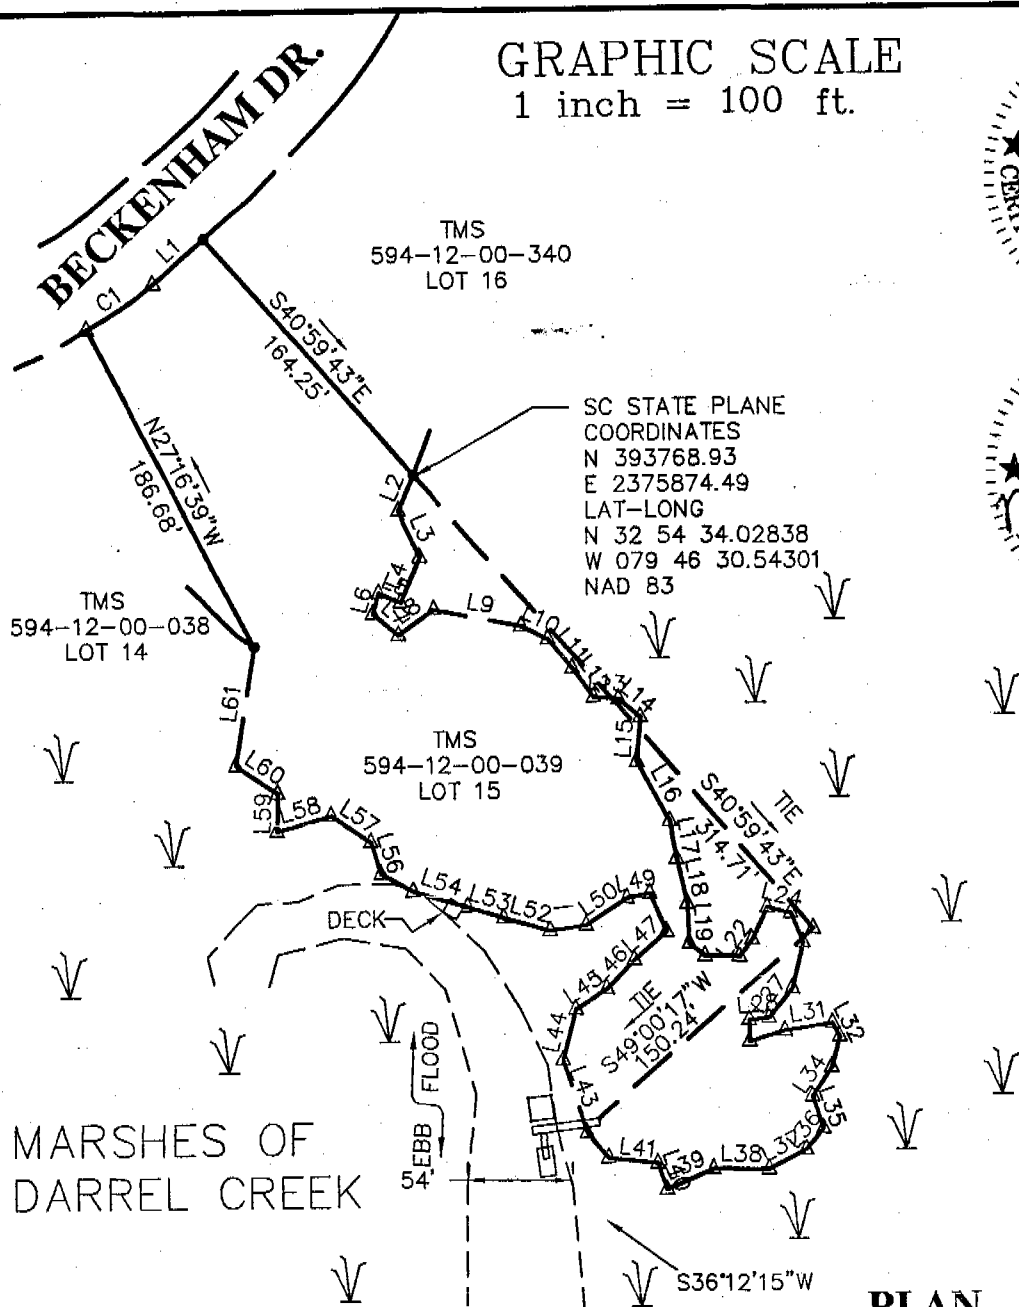 GRAPHIC SCALE
1 inch = 100 ft.
BECKENHAM DR.
CERTI
L1
C1
TMS
594-12-00-340
LOT 16
S40°59'43"E
164.25'
N27°16'39"W
186.68'
SC STATE PLANE
COORDINATES
N 393768.93
E 2375874.49
LAT-LONG
N 32 54 34.02838
W 079 46 30.54301
NAD 83
L2
L3
L6
L9
TMS
594-12-00-038
LOT 14
L10
L11
L14
L15
L16
L17
L18
L19
L22
L24
TMS
594-12-00-039
LOT 15
L61
L60
L59
L58
L57
L56
L54
L53
L52
L50
L49
L47
L46
L45
L44
L43
L41
L39
L38
L37
L36
L35
L34
L32
L31
TIE
S40°59'43"E
314.71'
TIE
S49°00'17"W
150.24'
DECK
FLOOD
EBB
54'
MARSHES OF
DARREL CREEK
S36°12'15"W
PLAN